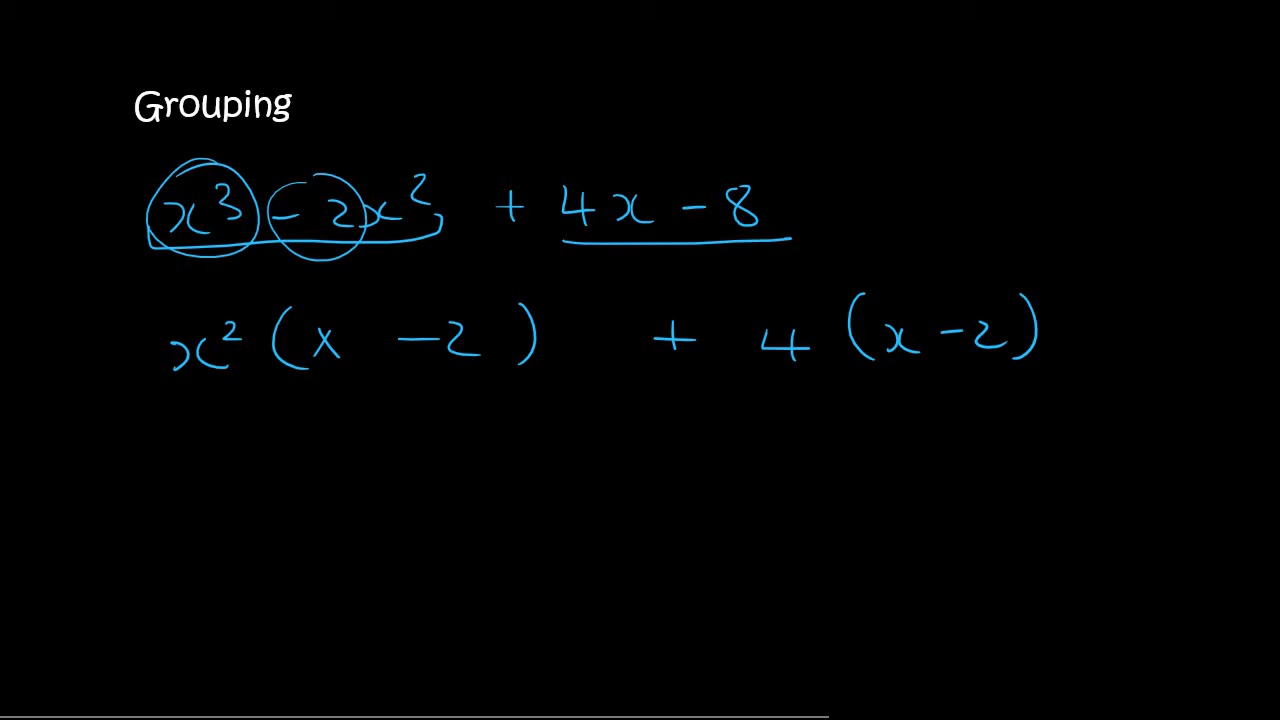 Grouping
x³ - 2x² + 4x - 8
x² (x - 2) + 4 (x - 2)